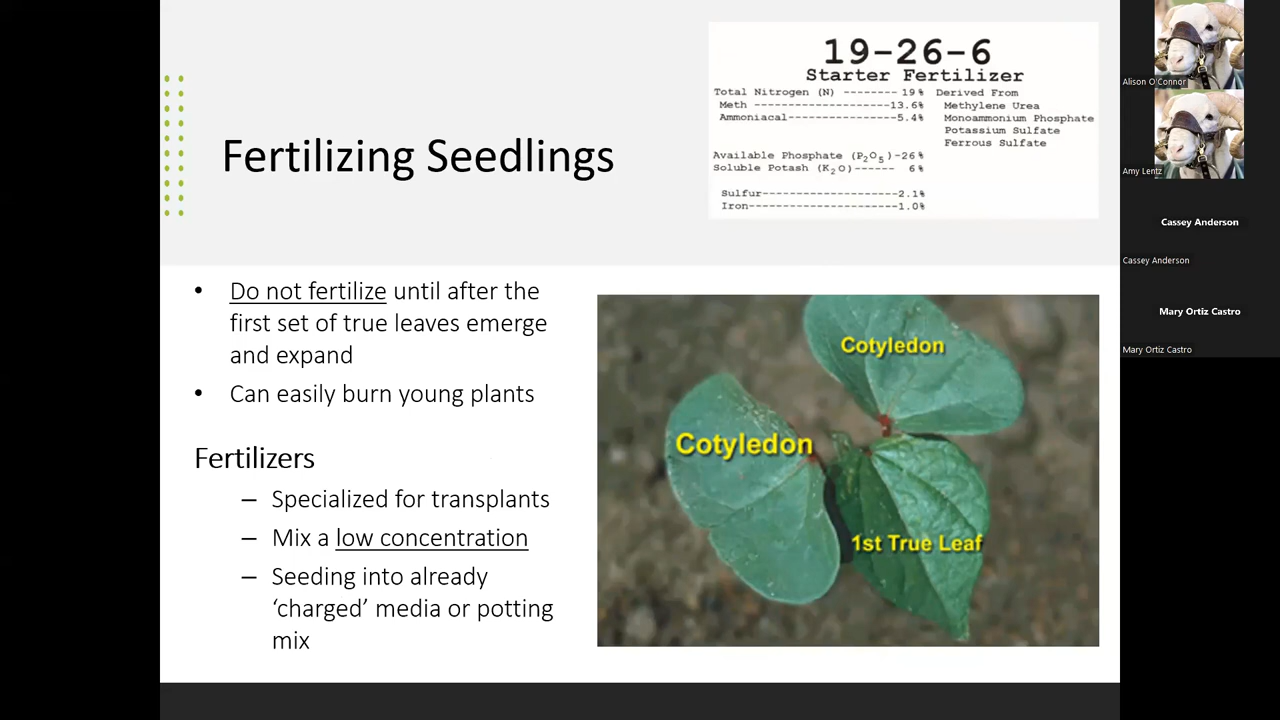 Fertilizing Seedlings
19-26-6
Starter Fertilizer
Total Nitrogen (N) -------- 19%
Meth --------------------13.6%
Ammoniacal----------------5.4%
Available Phosphate (P₂O₅)-26%
Soluble Potash (K₂O)------ 6%
Sulfur--------------------2.1%
Iron----------------------1.0%
Derived From
Methylene Urea
Monoammonium Phosphate
Potassium Sulfate
Ferrous Sulfate
• Do not fertilize until after the
first set of true leaves emerge
and expand
• Can easily burn young plants
Fertilizers
– Specialized for transplants
– Mix a low concentration
– Seeding into already
‘charged’ media or potting
mix
Cotyledon
Cotyledon
1st True Leaf
Alison O'Connor
Amy Lentz
Cassey Anderson
Cassey Anderson
Mary Ortiz Castro
Mary Ortiz Castro